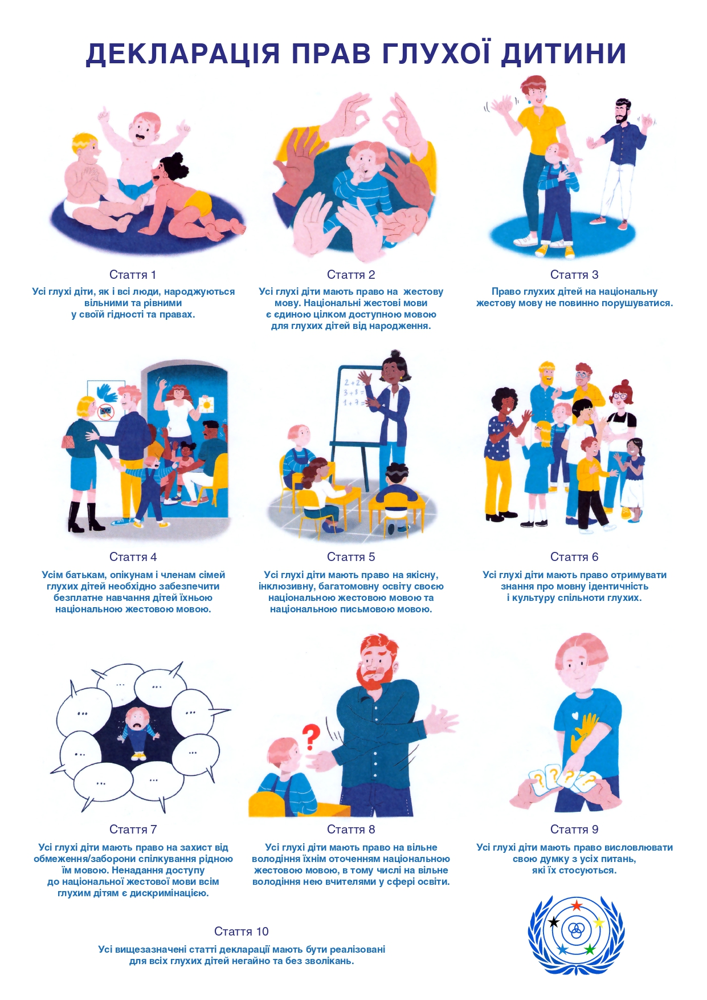 ДЕКЛАРАЦІЯ ПРАВ ГЛУХОЇ ДИТИНИ
Стаття 1
Усі глухі діти, як і всі люди, народжуються
вільними та рівними
у своїй гідності та правах.
Стаття 2
Усі глухі діти мають право на жестову
мову. Національні жестові мови
є єдиною цілком доступною мовою
для глухих дітей від народження.
Стаття 3
Право глухих дітей на національну
жестову мову не повинно порушуватися.
2+2
3+8=
1+7=
Стаття 4
Усім батькам, опікунам і членам сімей
глухих дітей необхідно забезпечити
безплатне навчання дітей їхньою
національною жестовою мовою.
Стаття 5
Усі глухі діти мають право на якісну,
інклюзивну, багатомовну освіту своєю
національною жестовою мовою та
національною письмовою мовою.
Стаття 6
Усі глухі діти мають право отримувати
знання про мовну ідентичність
і культуру спільноти глухих.
...
...
...
...
...
...
...
...
?
? ? ? ?
Стаття 7
Усі глухі діти мають право на захист від
обмеження/заборони спілкування рідною
їм мовою. Ненадання доступу
до національної жестової мови всім
глухим дітям є дискримінацією.
Стаття 8
Усі глухі діти мають право на вільне
володіння їхнім оточенням національною
жестовою мовою, в тому числі на вільне
володіння нею вчителями у сфері освіти.
Стаття 9
Усі глухі діти мають право висловлювати
свою думку з усіх питань,
які їх стосуються.
Стаття 10
Усі вищезазначені статті декларації мають бути реалізовані
для всіх глухих дітей негайно та без зволікань.